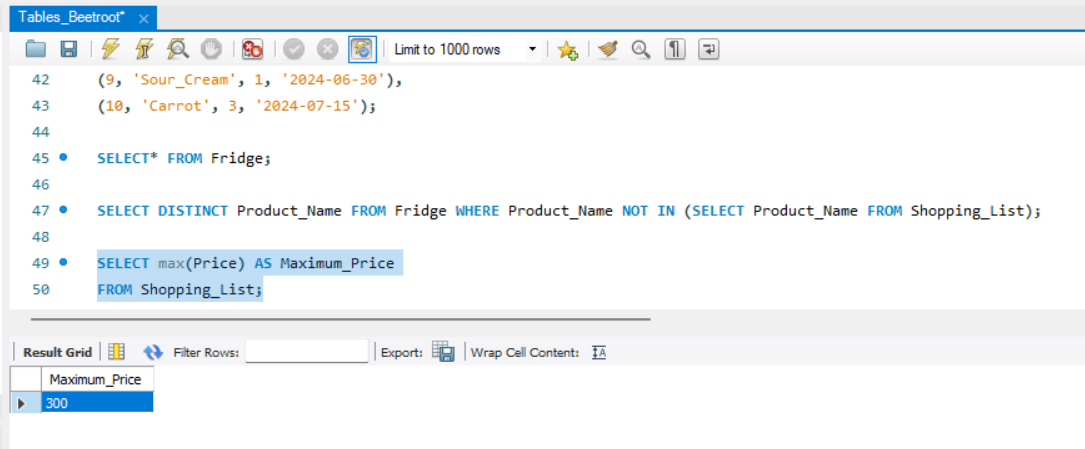 Tables_Beetroot*
Limit to 1000 rows
42 (9, 'Sour_Cream', 1, '2024-06-30'),
43 (10, 'Carrot', 3, '2024-07-15');
44
45 SELECT* FROM Fridge;
46
47 SELECT DISTINCT Product_Name FROM Fridge WHERE Product_Name NOT IN (SELECT Product_Name FROM Shopping_List);
48
49 SELECT max(Price) AS Maximum_Price
50 FROM Shopping_List;
Result Grid Filter Rows: Export: Wrap Cell Content: IA
Maximum_Price
300